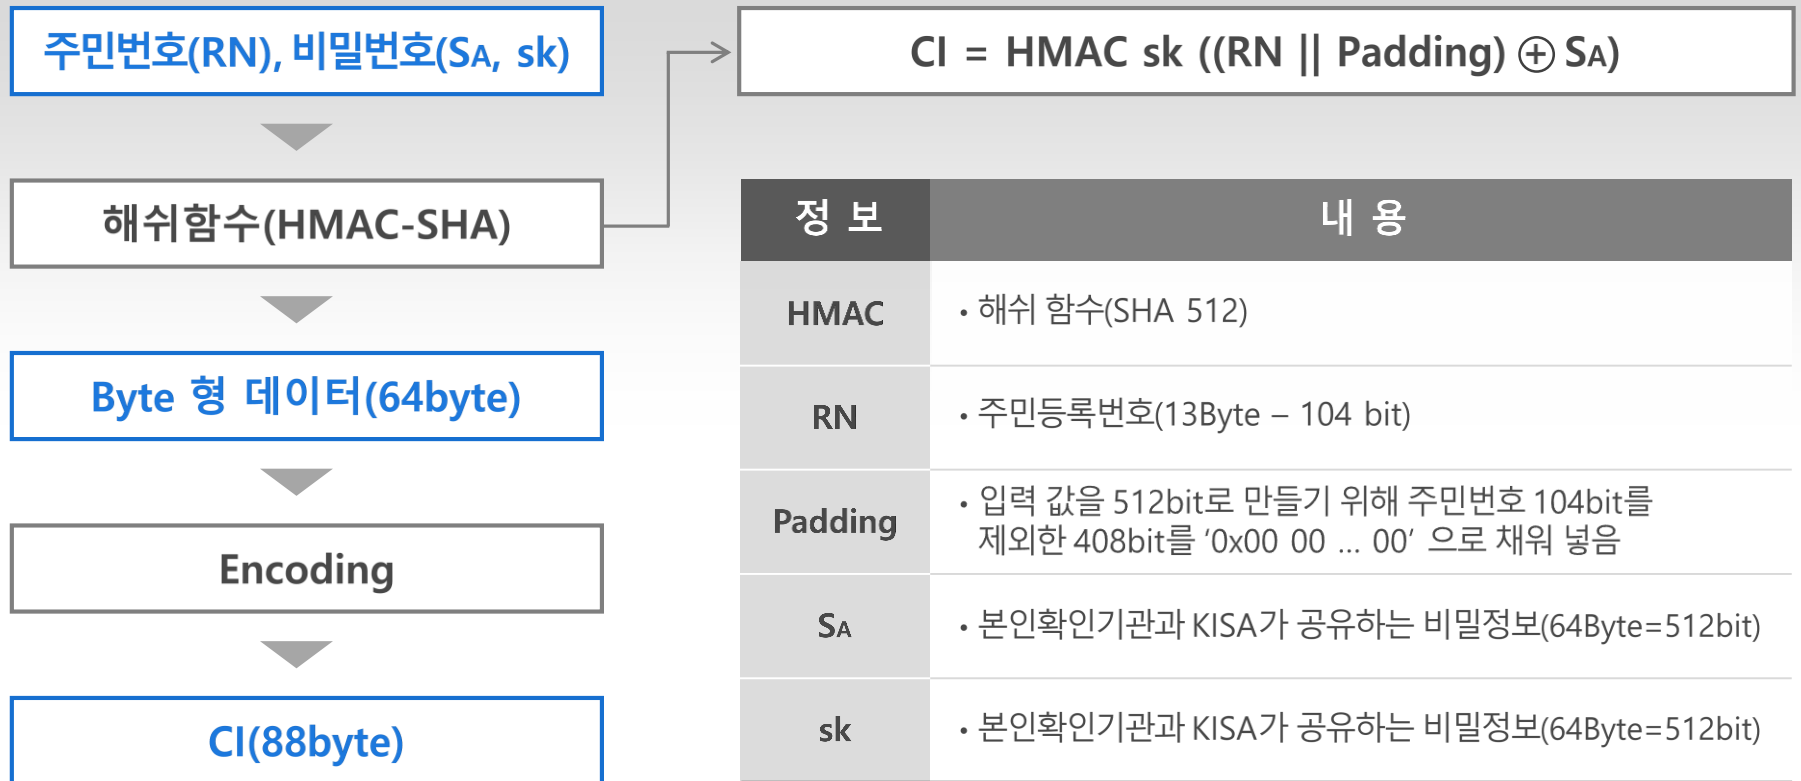 주민번호(RN), 비밀번호(SA, sk)
해쉬함수(HMAC-SHA)
Byte 형 데이터(64byte)
Encoding
CI(88byte)
CI = HMAC sk ((RN || Padding) ⊕ SA)
정 보
내 용
HMAC
• 해쉬 함수(SHA 512)
RN
• 주민등록번호(13Byte – 104 bit)
Padding
• 입력 값을 512bit로 만들기 위해 주민번호 104bit를
제외한 408bit를 ‘0x00 00 ... 00’ 으로 채워 넣음
SA
• 본인확인기관과 KISA가 공유하는 비밀정보(64Byte=512bit)
sk
• 본인확인기관과 KISA가 공유하는 비밀정보(64Byte=512bit)